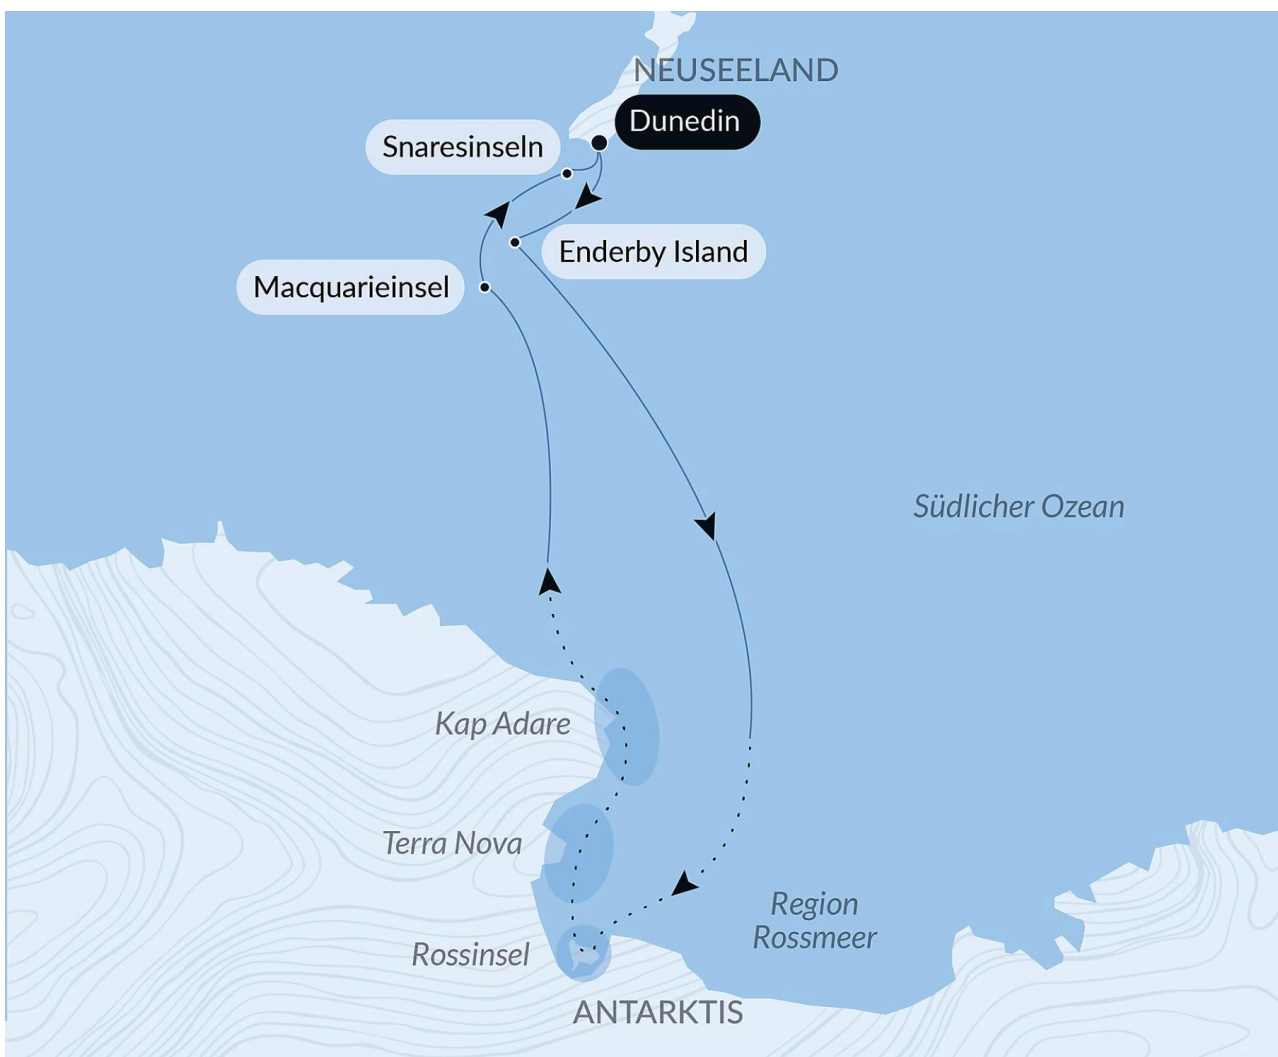 NEUSEELAND
Dunedin
Snaresinseln
Enderby Island
Macquarieinsel
Südlicher Ozean
Kap Adare
Terra Nova
Region
Rossmeer
Rossinsel
ANTARKTIS